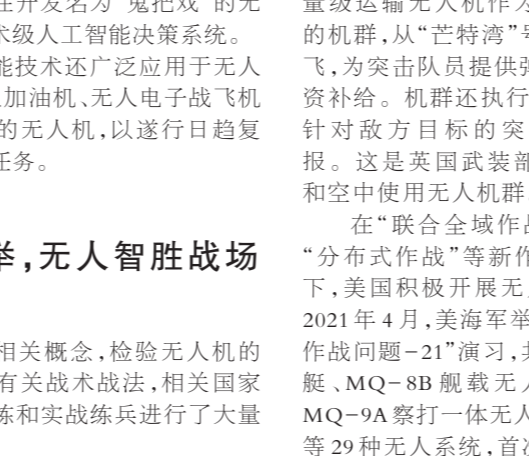 在开发名为“鬼把戏”的无
术级人工智能决策系统。
能技术还广泛应用于无人
加油机、无人电子战飞机
的无人机，以遂行日趋复
任务。
举，无人智胜战场
相关概念，检验无人机的
有关战术战法，相关国家
练和实战练兵进行了大量
量级运输无人机作为
的机群，从“芒特湾”号
飞，为突击队员提供弹
资补给。机群还执行
针对敌方目标的突
报。这是英国武装部
和空中使用无人机群
在“联合全域作战
“分布式作战”等新作
下，美国积极开展无
2021年4月，美海军举
作战问题-21”演习，共
艇、MQ-8B舰载无人
MQ-9A察打一体无人
等29种无人系统，首次